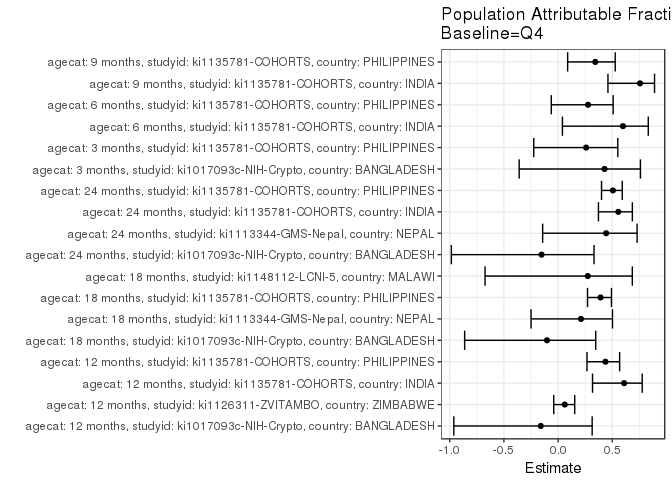 Population Attributable Fracti
Baseline=Q4
agecat: 9 months, studyid: ki1135781-COHORTS, country: PHILIPPINES
agecat: 9 months, studyid: ki1135781-COHORTS, country: INDIA
agecat: 6 months, studyid: ki1135781-COHORTS, country: PHILIPPINES
agecat: 6 months, studyid: ki1135781-COHORTS, country: INDIA
agecat: 3 months, studyid: ki1135781-COHORTS, country: PHILIPPINES
agecat: 3 months, studyid: ki1017093c-NIH-Crypto, country: BANGLADESH
agecat: 24 months, studyid: ki1135781-COHORTS, country: PHILIPPINES
agecat: 24 months, studyid: ki1135781-COHORTS, country: INDIA
agecat: 24 months, studyid: ki1113344-GMS-Nepal, country: NEPAL
agecat: 24 months, studyid: ki1017093c-NIH-Crypto, country: BANGLADESH
agecat: 18 months, studyid: ki1148112-LCNI-5, country: MALAWI
agecat: 18 months, studyid: ki1135781-COHORTS, country: PHILIPPINES
agecat: 18 months, studyid: ki1113344-GMS-Nepal, country: NEPAL
agecat: 18 months, studyid: ki1017093c-NIH-Crypto, country: BANGLADESH
agecat: 12 months, studyid: ki1135781-COHORTS, country: PHILIPPINES
agecat: 12 months, studyid: ki1135781-COHORTS, country: INDIA
agecat: 12 months, studyid: ki1126311-ZVITAMBO, country: ZIMBABWE
agecat: 12 months, studyid: ki1017093c-NIH-Crypto, country: BANGLADESH
-1.0 -0.5 0.0 0.5
Estimate